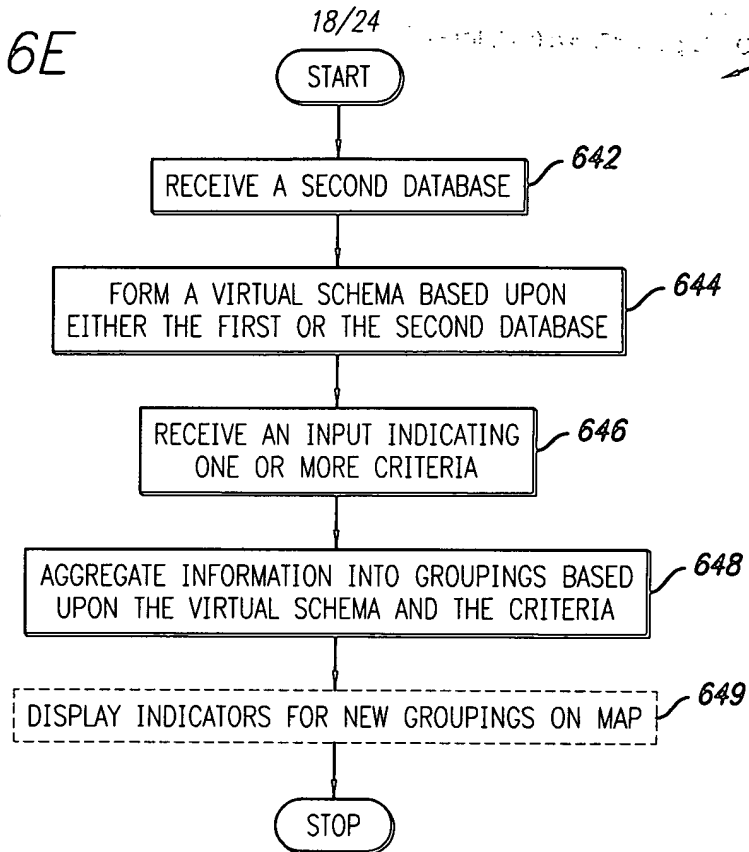 18/24
6E
START
642
RECEIVE A SECOND DATABASE
644
FORM A VIRTUAL SCHEMA BASED UPON
EITHER THE FIRST OR THE SECOND DATABASE
646
RECEIVE AN INPUT INDICATING
ONE OR MORE CRITERIA
648
AGGREGATE INFORMATION INTO GROUPINGS BASED
UPON THE VIRTUAL SCHEMA AND THE CRITERIA
649
DISPLAY INDICATORS FOR NEW GROUPINGS ON MAP
STOP